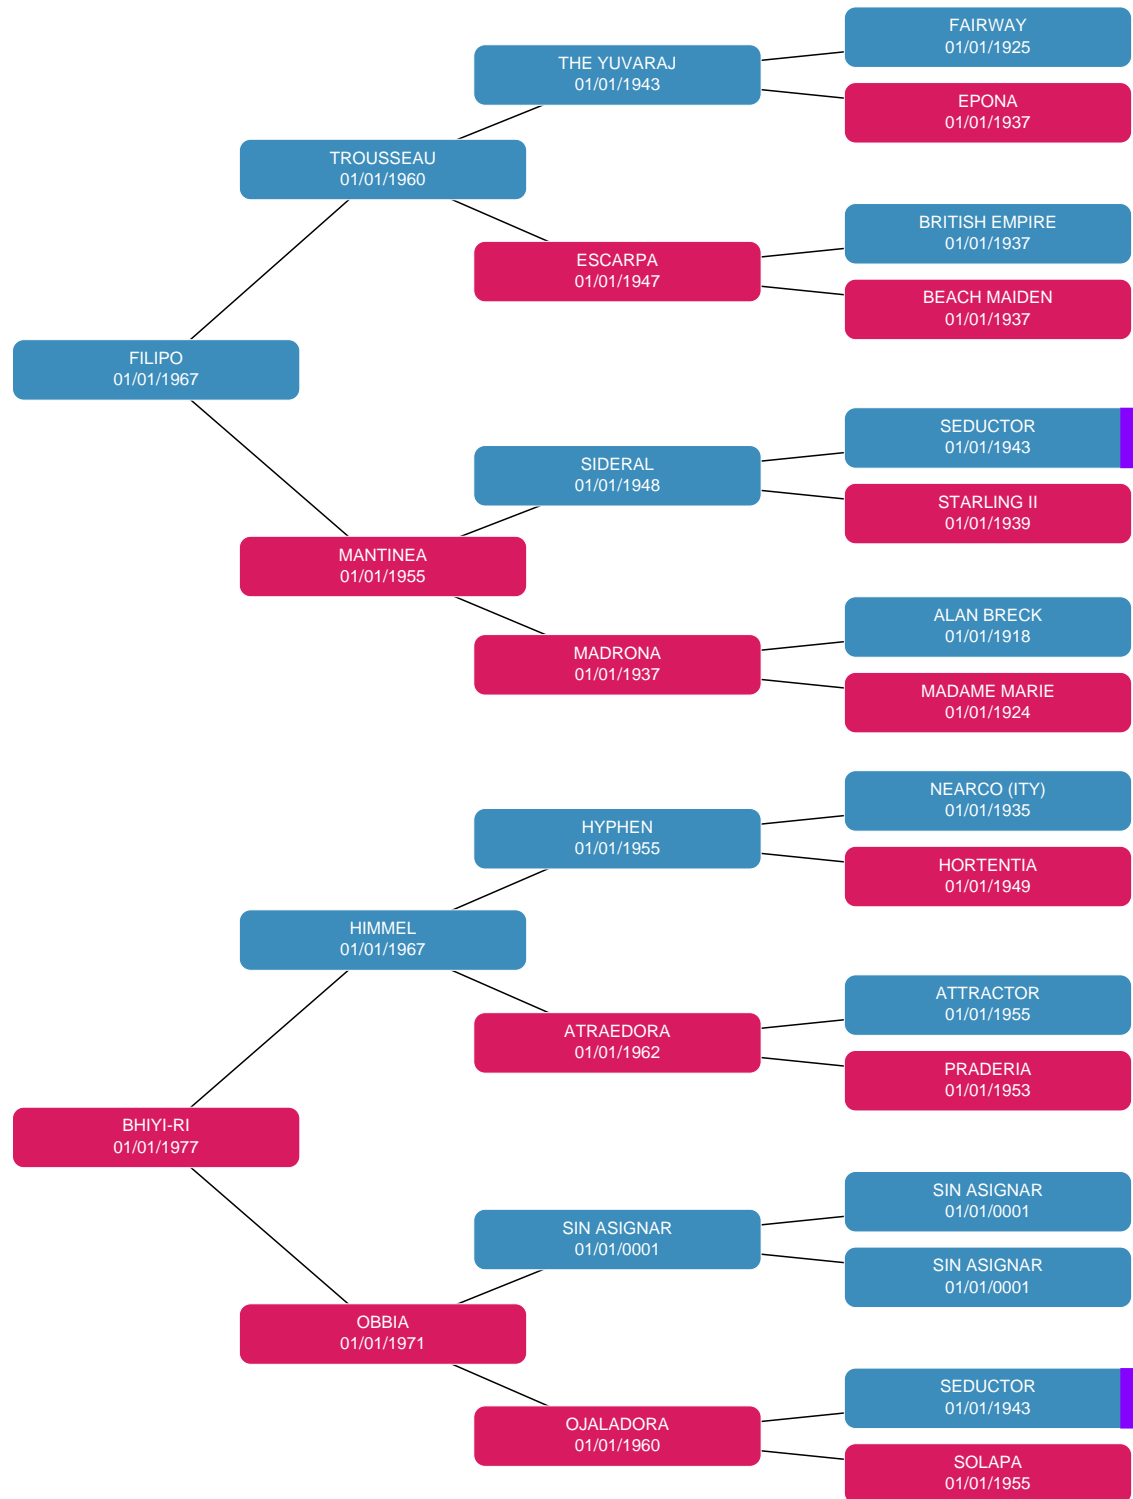 FAIRWAY
01/01/1925
THE YUVARAJ
01/01/1943
EPONA
01/01/1937
TROUSSEAU
01/01/1960
BRITISH EMPIRE
01/01/1937
ESCARPA
01/01/1947
BEACH MAIDEN
01/01/1937
FILIPO
01/01/1967
SEDUCTOR
01/01/1943
SIDERAL
01/01/1948
STARLING II
01/01/1939
MANTINEA
01/01/1955
ALAN BRECK
01/01/1918
MADRONA
01/01/1937
MADAME MARIE
01/01/1924
NEARCO (ITY)
01/01/1935
HYPHEN
01/01/1955
HORTENTIA
01/01/1949
HIMMEL
01/01/1967
ATTRACTOR
01/01/1955
ATRAEDORA
01/01/1962
PRADERIA
01/01/1953
BHIYI-RI
01/01/1977
SIN ASIGNAR
01/01/0001
SIN ASIGNAR
01/01/0001
SIN ASIGNAR
01/01/0001
OBBIA
01/01/1971
SEDUCTOR
01/01/1943
OJALADORA
01/01/1960
SOLAPA
01/01/1955